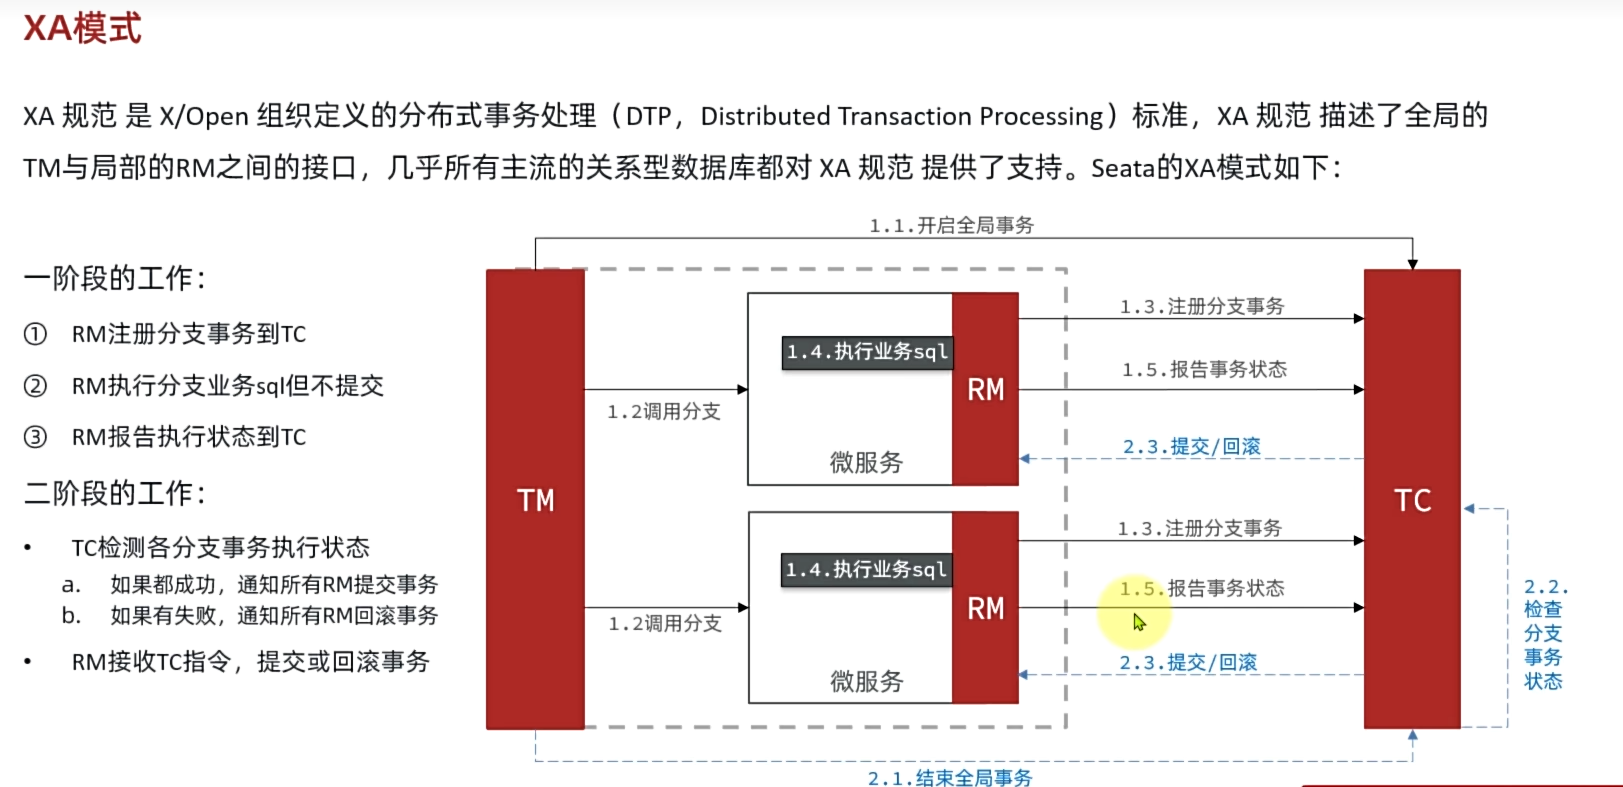 XA模式
XA 规范 是 X/Open 组织定义的分布式事务处理（DTP，Distributed Transaction Processing）标准，XA 规范 描述了全局的
TM与局部的RM之间的接口，几乎所有主流的关系型数据库都对 XA 规范 提供了支持。Seata的XA模式如下：
一阶段的工作：
① RM注册分支事务到TC
② RM执行分支业务sql但不提交
③ RM报告执行状态到TC
二阶段的工作：
• TC检测各分支事务执行状态
a. 如果都成功，通知所有RM提交事务
b. 如果有失败，通知所有RM回滚事务
• RM接收TC指令，提交或回滚事务
1.1.开启全局事务
TM
1.2调用分支
1.4.执行业务sql
RM
微服务
1.3.注册分支事务
1.5.报告事务状态
2.3.提交/回滚
1.2调用分支
1.4.执行业务sql
RM
微服务
1.3.注册分支事务
1.5.报告事务状态
2.3.提交/回滚
TC
2.2.
检查
分支
事务
状态
2.1.结束全局事务